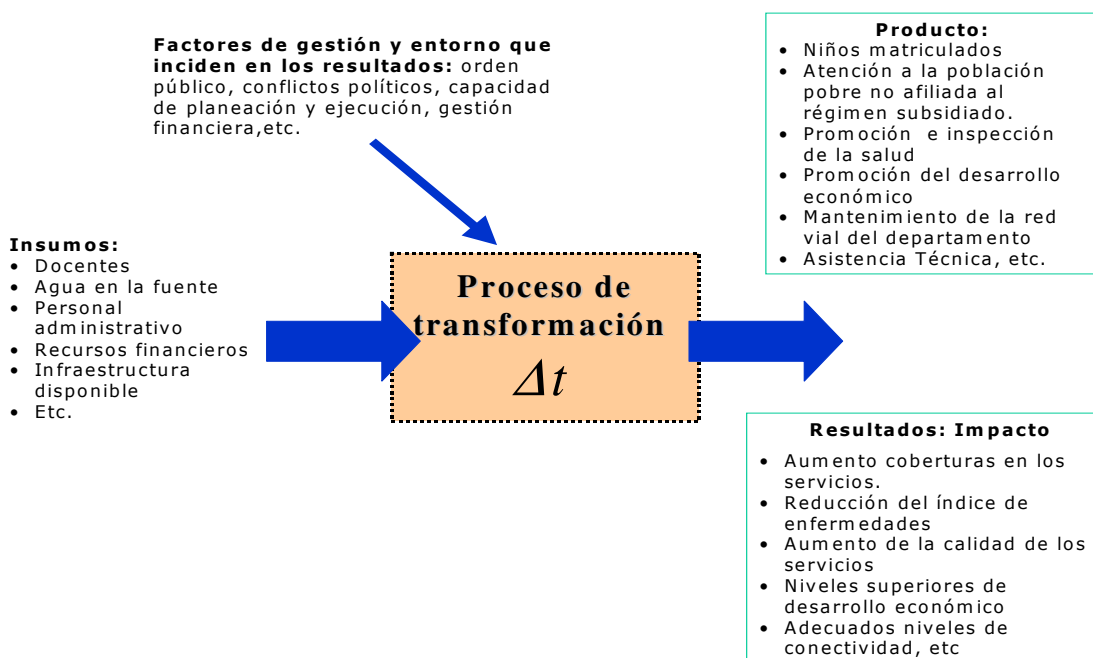 Factores de gestión y entorno que
inciden en los resultados: orden
público, conflictos políticos, capacidad
de planeación y ejecución, gestión
financiera,etc.
Insumos:
• Docentes
• Agua en la fuente
• Personal
administrativo
• Recursos financieros
• Infraestructura
disponible
• Etc.
Proceso de
transformación
Δt
Producto:
• Niños matriculados
• Atención a la población
pobre no afiliada al
régimen subsidiado.
• Promoción e inspección
de la salud
• Promoción del desarrollo
económico
• Mantenimiento de la red
vial del departamento
• Asistencia Técnica, etc.
Resultados: Impacto
• Aumento coberturas en los
servicios.
• Reducción del índice de
enfermedades
• Aumento de la calidad de los
servicios
• Niveles superiores de
desarrollo económico
• Adecuados niveles de
conectividad, etc